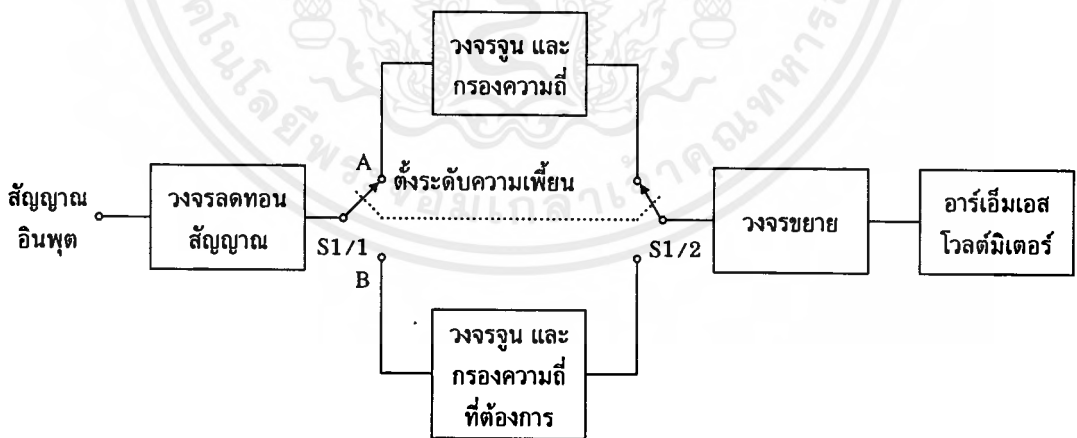 วงจรจูน และ
กรองความถี่
A
ตั้งระดับความเพี้ยน
สัญญาณ
อินพุต
วงจรลดทอน
สัญญาณ
S1/1
B
S1/2
วงจรขยาย
อาร์เอ็มเอส
โวลต์มิเตอร์
วงจรจูน และ
กรองความถี่
ที่ต้องการ